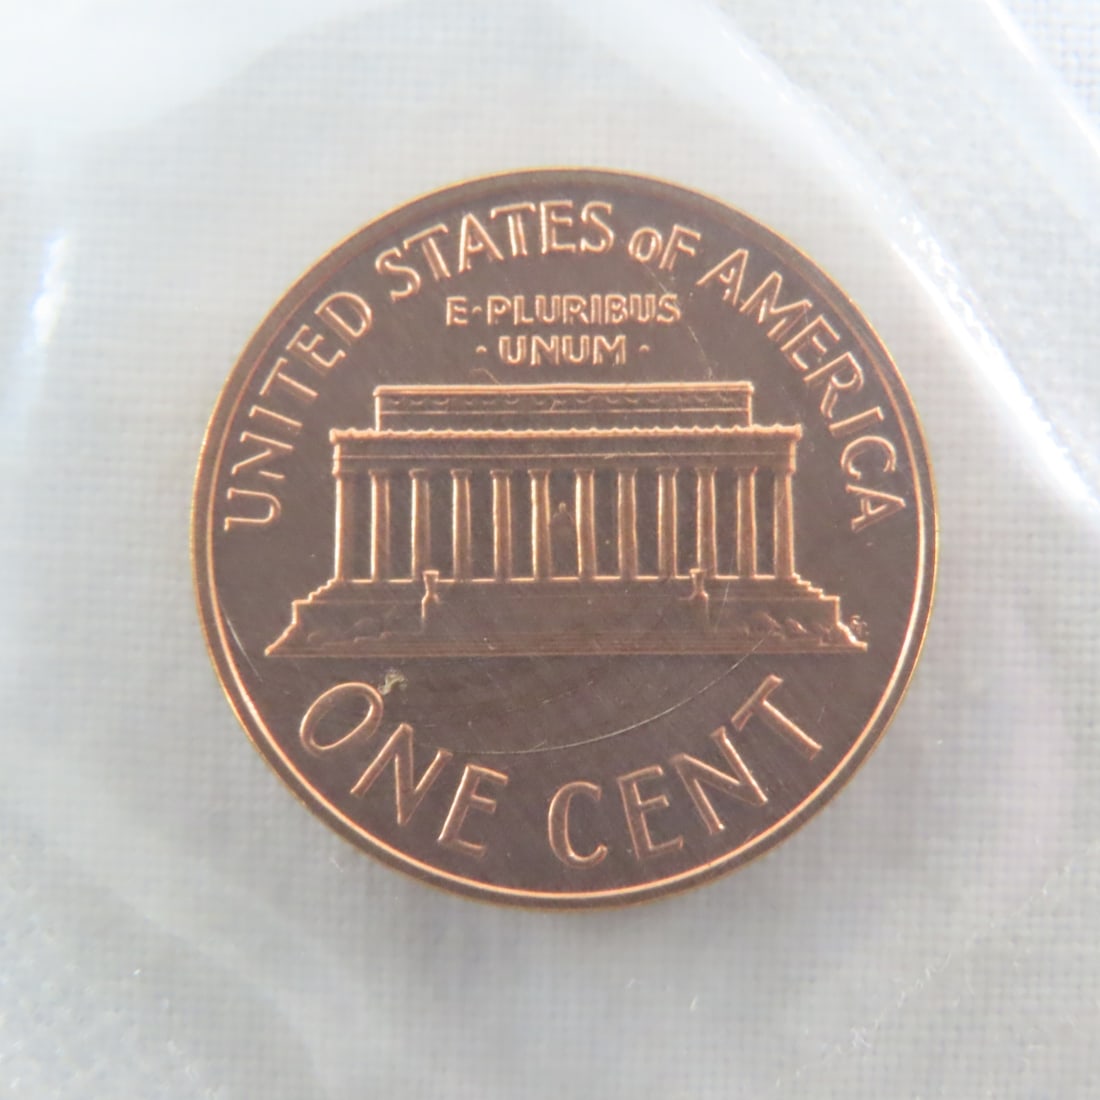 UNITED STATES oF AMERICA
E·PLURIBUS
·UNUM·
ONE CENT